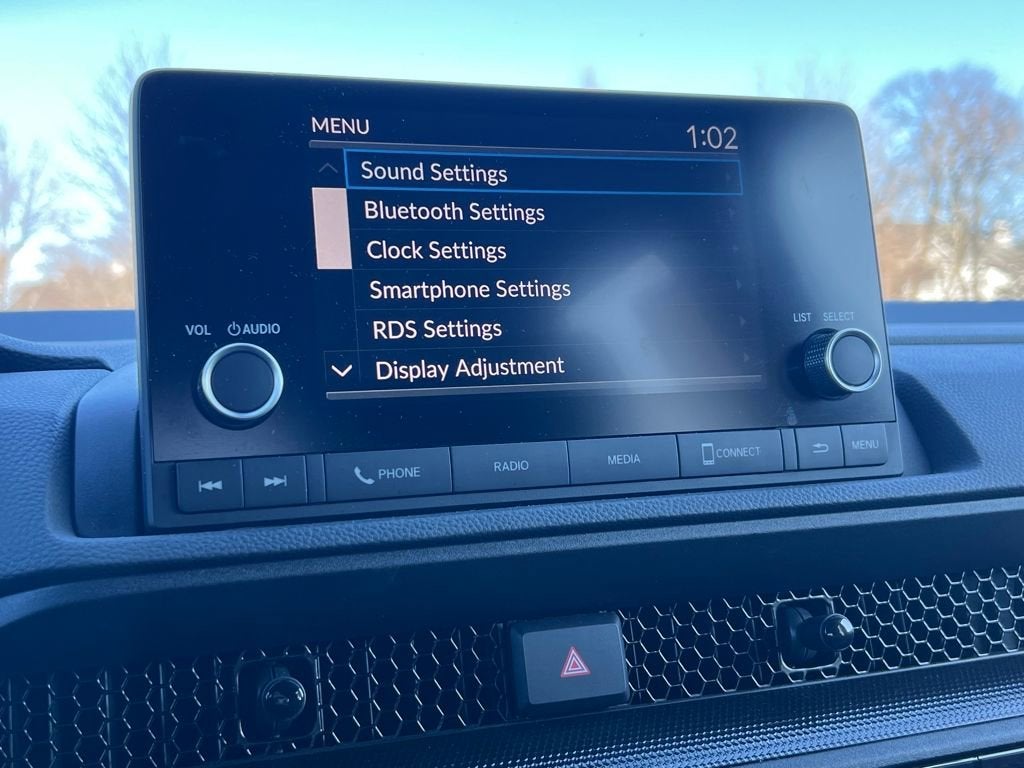 MENU
1:02
Sound Settings
Bluetooth Settings
Clock Settings
Smartphone Settings
RDS Settings
Display Adjustment
VOL AUDIO
LIST SELECT
PHONE RADIO MEDIA CONNECT MENU